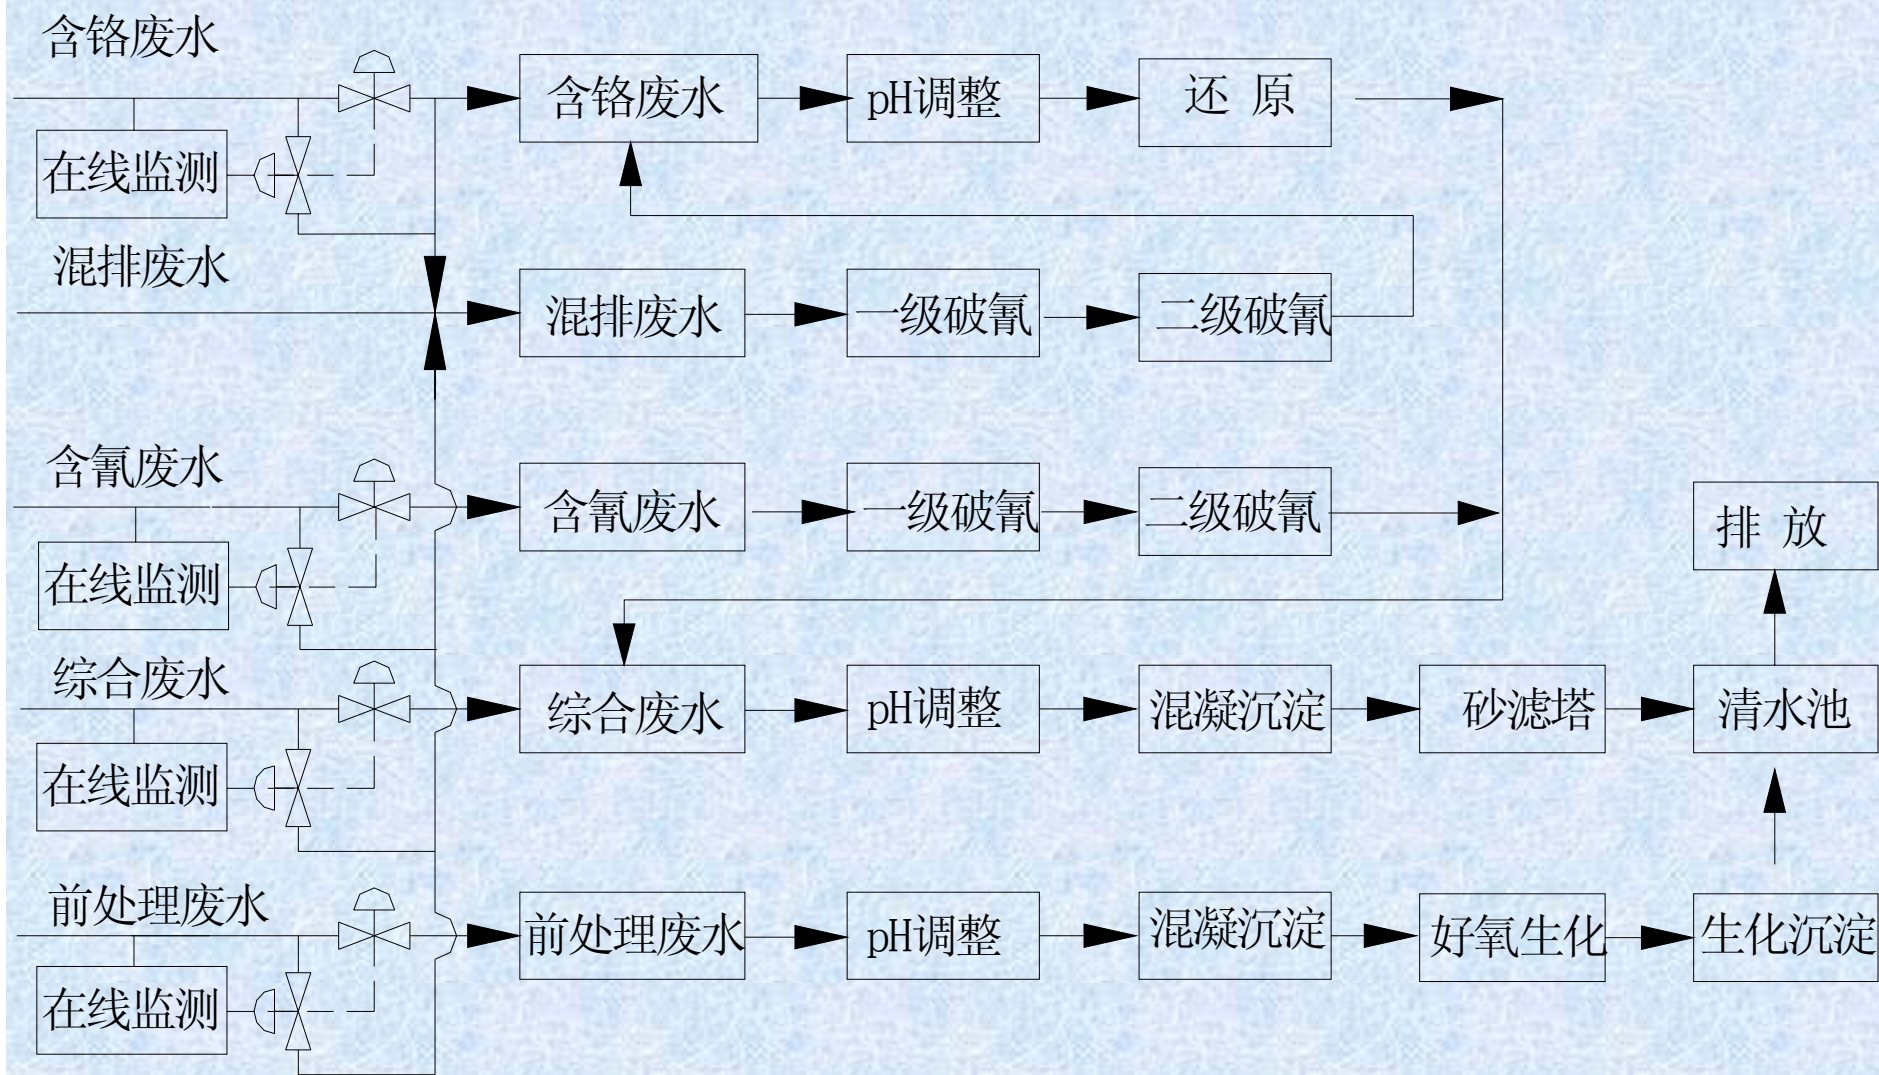 含铬废水
含铬废水
pH调整
还 原
在线监测
混排废水
混排废水
一级破氰
二级破氰
含氰废水
含氰废水
一级破氰
二级破氰
排 放
在线监测
综合废水
综合废水
pH调整
混凝沉淀
砂滤塔
清水池
在线监测
前处理废水
前处理废水
pH调整
混凝沉淀
好氧生化
生化沉淀
在线监测